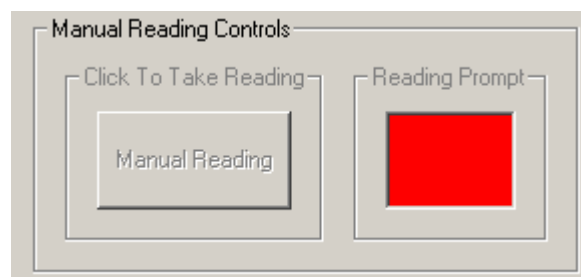 Manual Reading Controls
Click To Take Reading
Reading Prompt
Manual Reading